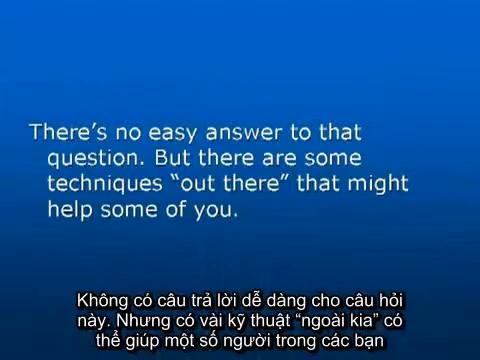 There's no easy answer to that
question. But there are some
techniques “out there” that might
help some of you.
Không có câu trả lời dễ dàng cho câu hỏi
này. Nhưng có vài kỹ thuật “ngoài kia” có
thể giúp một số người trong các bạn